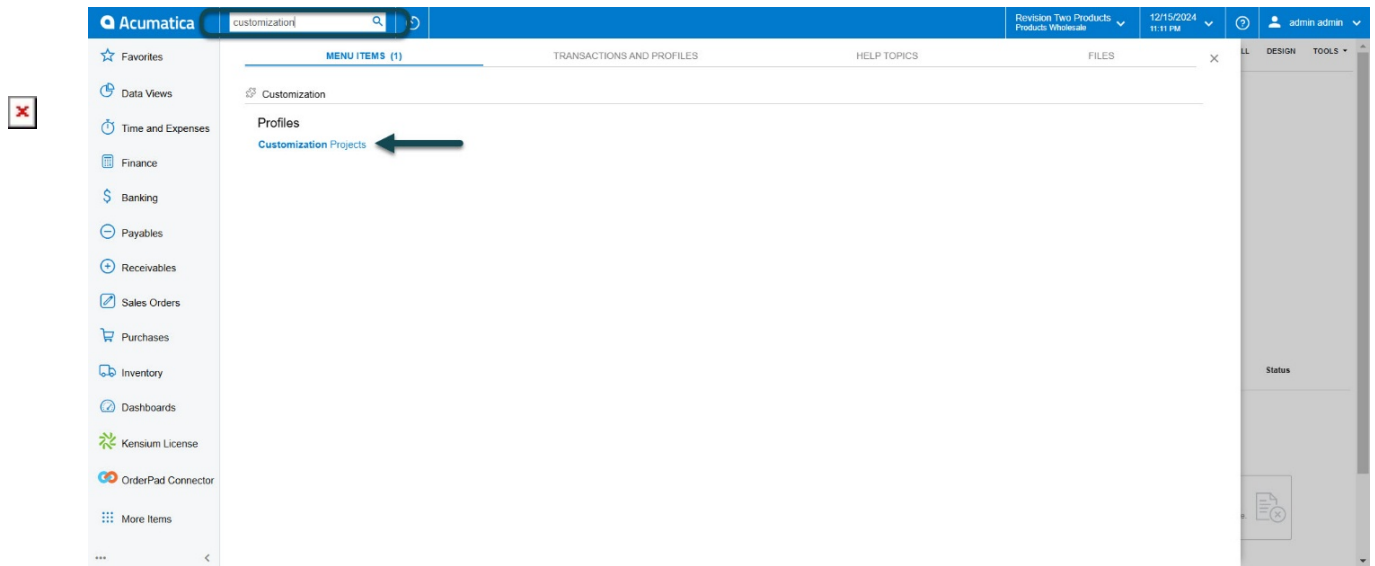 Acumatica
customization
Revision Two Products
Products Wholesale
12/15/2024
11:11 PM
admin admin
Favorites
Data Views
Time and Expenses
Finance
Banking
Payables
Receivables
Sales Orders
Purchases
Inventory
Dashboards
Kensium License
OrderPad Connector
More Items
MENU ITEMS (1)
TRANSACTIONS AND PROFILES
HELP TOPICS
FILES
Customization
Profiles
Customization Projects
DESIGN
TOOLS
Status